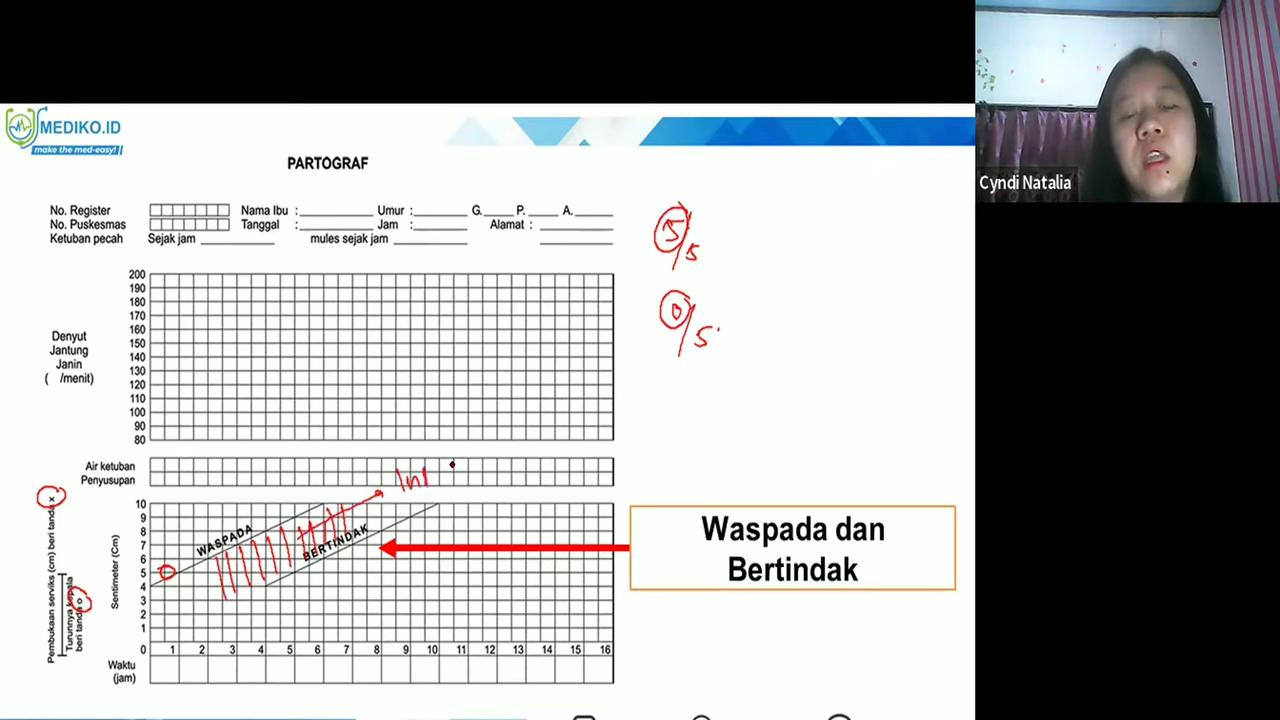 MEDIKO.ID
make the med-easy!
PARTOGRAF
No. Register
Nama Ibu :
Umur :
G.
P.
A.
No. Puskesmas
Tanggal :
Jam :
Alamat :
Ketuban pecah
Sejak jam
mules sejak jam
200
190
180
170
160
150
140
130
120
110
100
90
80
Denyut
Jantung
Janin
( /menit)
Air ketuban
Penyusupan
Pembukaan serviks (cm) beri tanda x
Turunnya kepala
beri tanda o
Sentimeter (Cm)
10
9
8
7
6
5
4
3
2
1
0
1 2 3 4 5 6 7 8 9 10 11 12 13 14 15 16
Waktu
(jam)
WASPADA
BERTINDAK
5/5
0/5
Waspada dan
Bertindak
Cyndi Natalia